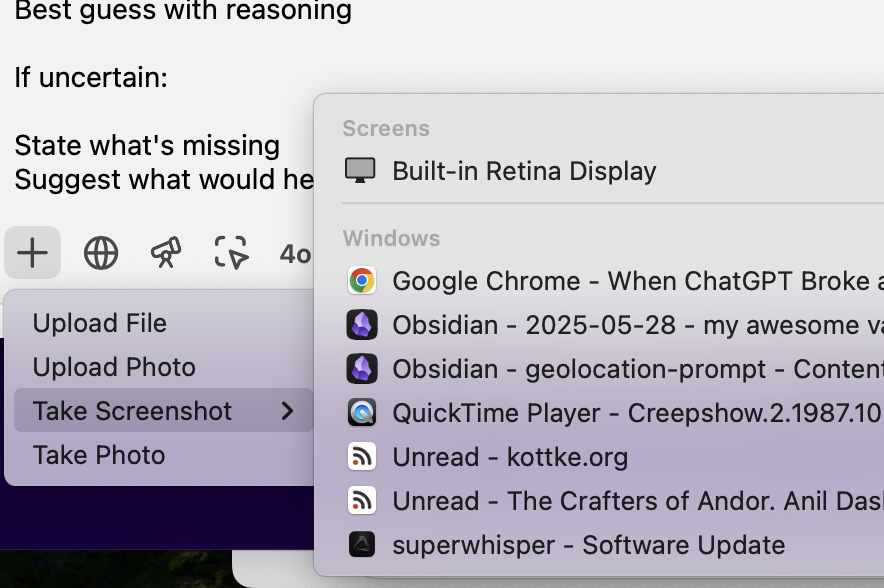 Best guess with reasoning
If uncertain:
State what's missing
Suggest what would he
4o
Upload File
Upload Photo
Take Screenshot
Take Photo
Screens
Built-in Retina Display
Windows
Google Chrome - When ChatGPT Broke a
Obsidian - 2025-05-28 - my awesome va
Obsidian - geolocation-prompt - Content
QuickTime Player - Creepshow.2.1987.10
Unread - kottke.org
Unread - The Crafters of Andor. Anil Das
superwhisper - Software Update